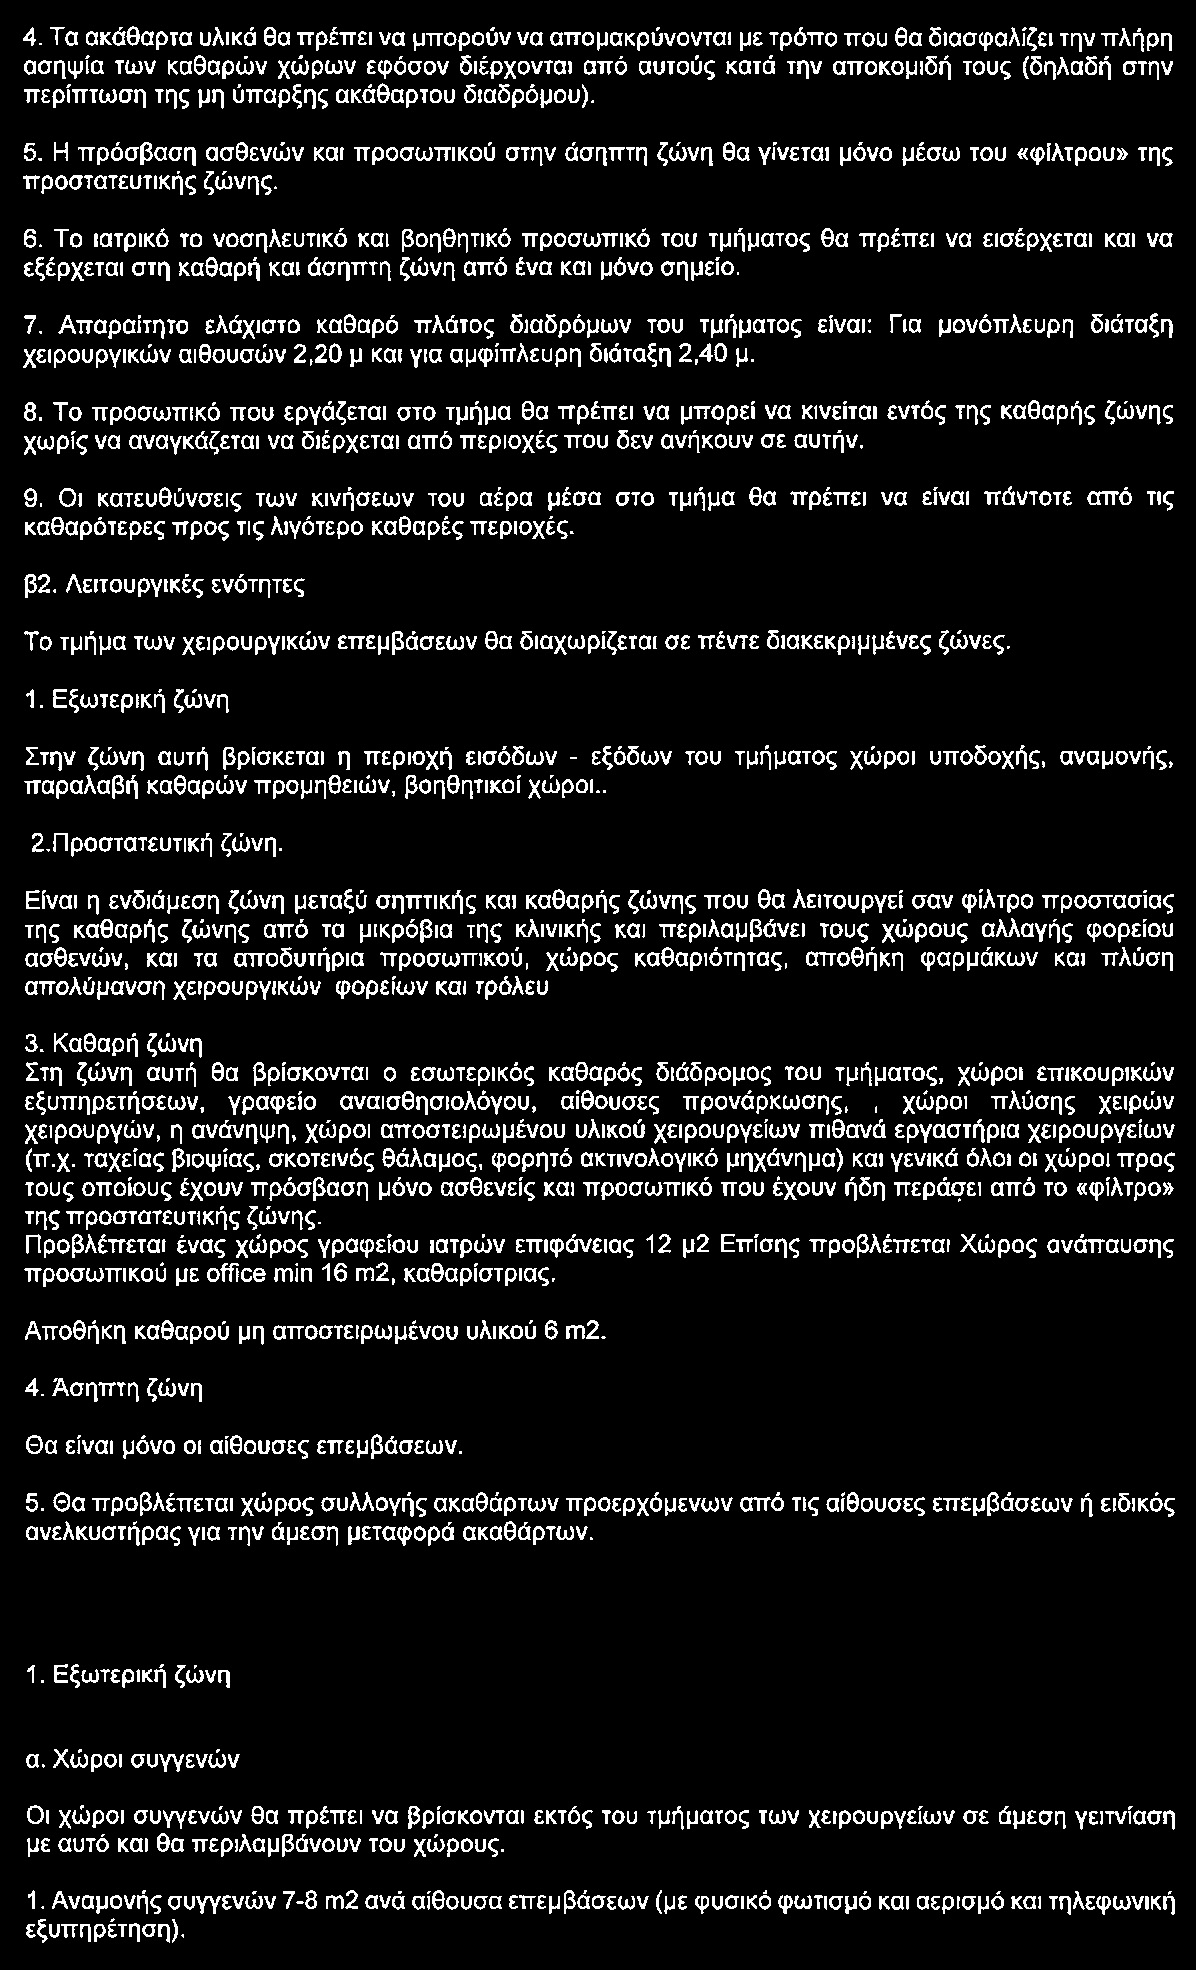 4. Τα ακάθαρτα υλικά θα πρέπει να μπορούν να απομακρύνονται με τρόπο που θα διασφαλίζει την πλήρη
ασηψία των καθαρών χώρων εφόσον διέρχονται από αυτούς κατά την αποκομιδή τους (δηλαδή στην
περίπτωση της μη ύπαρξης ακάθαρτου διαδρόμου).
5. Η πρόσβαση ασθενών και προσωπικού στην άσηπτη ζώνη θα γίνεται μόνο μέσω του «φίλτρου» της
προστατευτικής ζώνης.
6. Το ιατρικό το νοσηλευτικό και βοηθητικό προσωπικό του τμήματος θα πρέπει να εισέρχεται και να
εξέρχεται στη καθαρή και άσηπτη ζώνη από ένα και μόνο σημείο.
7. Απαραίτητο ελάχιστο καθαρό πλάτος διαδρόμων του τμήματος είναι: Για μονόπλευρη διάταξη
χειρουργικών αιθουσών 2,20 μ και για αμφίπλευρη διάταξη 2,40 μ.
8. Το προσωπικό που εργάζεται στο τμήμα θα πρέπει να μπορεί να κινείται εντός της καθαρής ζώνης
χωρίς να αναγκάζεται να διέρχεται από περιοχές που δεν ανήκουν σε αυτήν.
9. Οι κατευθύνσεις των κινήσεων του αέρα μέσα στο τμήμα θα πρέπει να είναι πάντοτε από τις
καθαρότερες προς τις λιγότερο καθαρές περιοχές.
β2. Λειτουργικές ενότητες
Το τμήμα των χειρουργικών επεμβάσεων θα διαχωρίζεται σε πέντε διακεκριμμένες ζώνες.
1. Εξωτερική ζώνη
Στην ζώνη αυτή βρίσκεται η περιοχή εισόδων - εξόδων του τμήματος χώροι υποδοχής, αναμονής,
παραλαβή καθαρών προμηθειών, βοηθητικοί χώροι..
2.Προστατευτική ζώνη.
Είναι η ενδιάμεση ζώνη μεταξύ σηπτικής και καθαρής ζώνης που θα λειτουργεί σαν φίλτρο προστασίας
της καθαρής ζώνης από τα μικρόβια της κλινικής και περιλαμβάνει τους χώρους αλλαγής φορείου
ασθενών, και τα αποδυτήρια προσωπικού, χώρος καθαριότητας, αποθήκη φαρμάκων και πλύση
απολύμανση χειρουργικών φορείων και τρόλευ
3. Καθαρή ζώνη
Στη ζώνη αυτή θα βρίσκονται ο εσωτερικός καθαρός διάδρομος του τμήματος, χώροι επικουρικών
εξυπηρετήσεων, γραφείο αναισθησιολόγου, αίθουσες προνάρκωσης, , χώροι πλύσης χειρών
χειρουργών, η ανάνηψη, χώροι αποστειρωμένου υλικού χειρουργείων πιθανά εργαστήρια χειρουργείων
(π.χ. ταχείας βιοψίας, σκοτεινός θάλαμος, φορητό ακτινολογικό μηχάνημα) και γενικά όλοι οι χώροι προς
τους οποίους έχουν πρόσβαση μόνο ασθενείς και προσωπικό που έχουν ήδη περάσει από το «φίλτρο»
της προστατευτικής ζώνης.
Προβλέπεται ένας χώρος γραφείου ιατρών επιφάνειας 12 μ2 Επίσης προβλέπεται Χώρος ανάπαυσης
προσωπικού με office min 16 m2, καθαρίστριας.
Αποθήκη καθαρού μη αποστειρωμένου υλικού 6 m2.
4. Άσηπτη ζώνη
Θα είναι μόνο οι αίθουσες επεμβάσεων.
5. Θα προβλέπεται χώρος συλλογής ακαθάρτων προερχόμενων από τις αίθουσες επεμβάσεων ή ειδικός
ανελκυστήρας για την άμεση μεταφορά ακαθάρτων.
1. Εξωτερική ζώνη
α. Χώροι συγγενών
Οι χώροι συγγενών θα πρέπει να βρίσκονται εκτός του τμήματος των χειρουργείων σε άμεση γειτνίαση
με αυτό και θα περιλαμβάνουν του χώρους.
1. Αναμονής συγγενών 7-8 m2 ανά αίθουσα επεμβάσεων (με φυσικό φωτισμό και αερισμό και τηλεφωνική
εξυπηρέτηση).